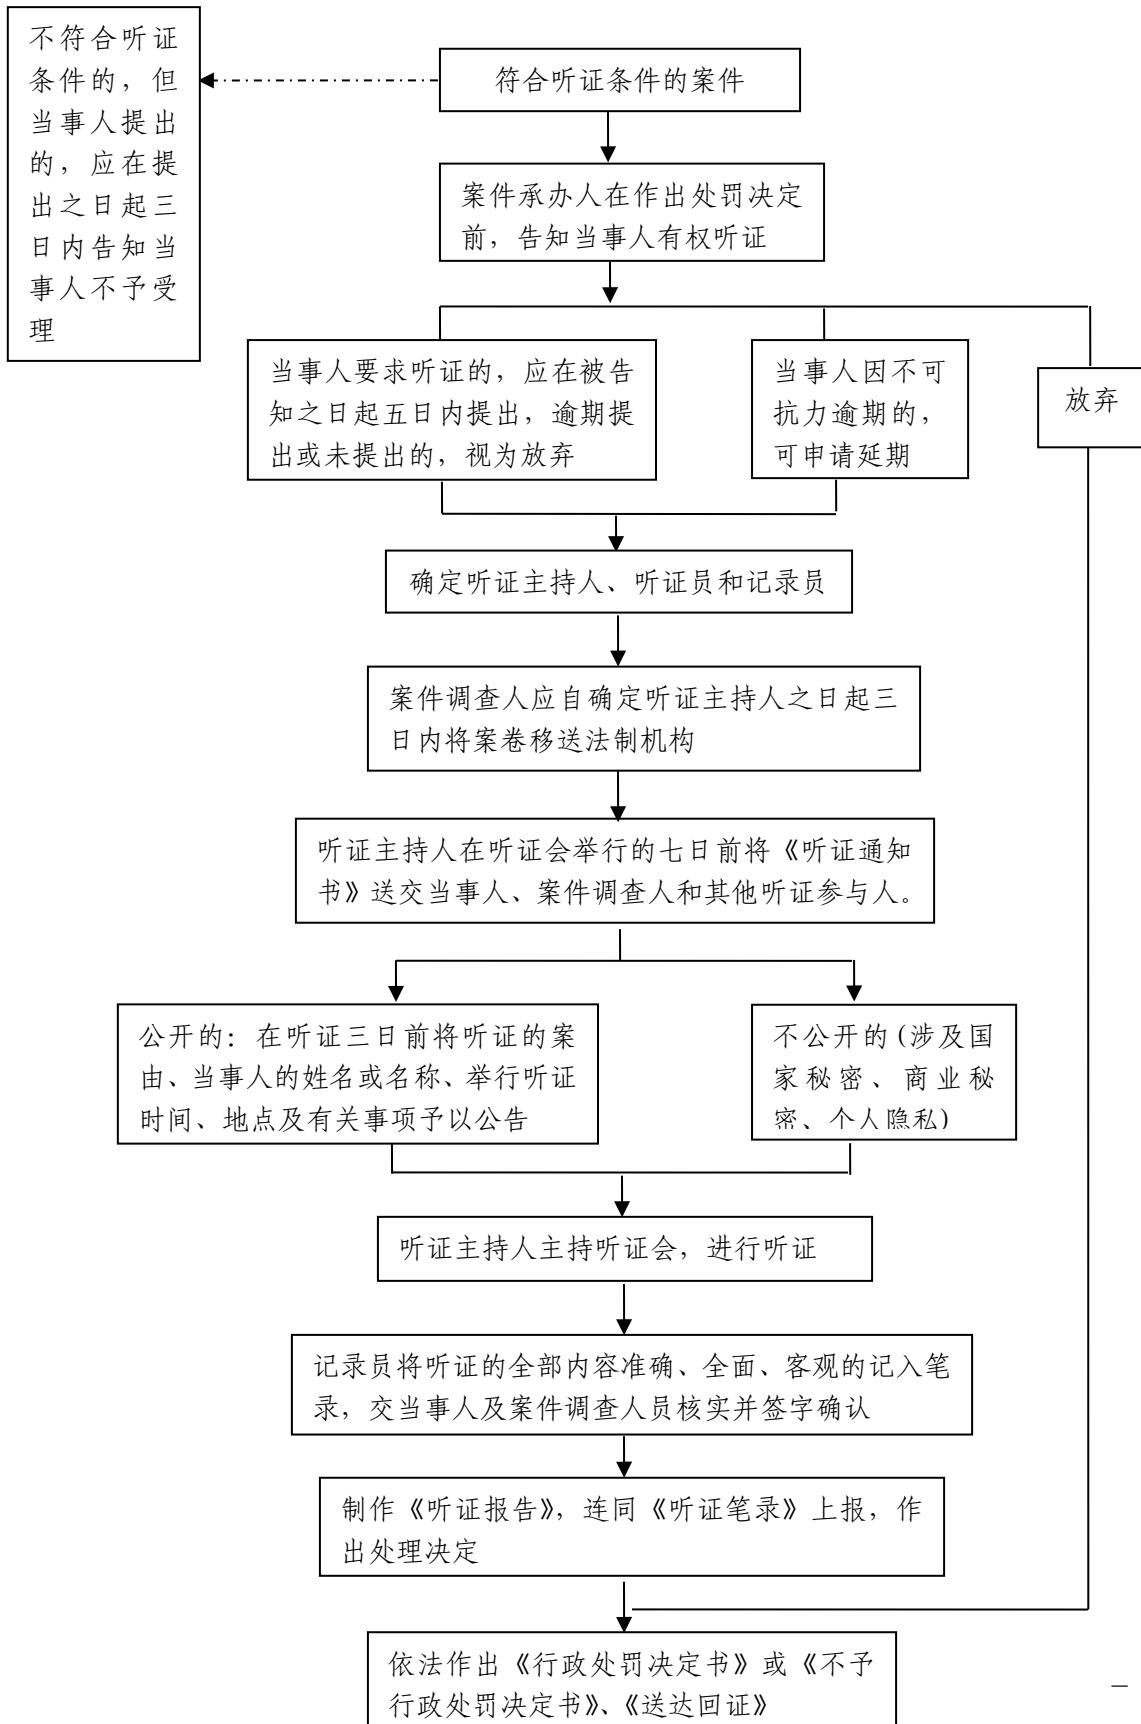 不符合听证
条件的，但
当事人提出
的，应在提
出之日起三
日内告知当
事人不予受
理
符合听证条件的案件
案件承办人在作出处罚决定
前，告知当事人有权听证
当事人要求听证的，应在被告
知之日起五日内提出，逾期提
出或未提出的，视为放弃
当事人因不可
抗力逾期的，
可申请延期
放弃
确定听证主持人、听证员和记录员
案件调查人应自确定听证主持人之日起三
日内将案卷移送法制机构
听证主持人在听证会举行的七日前将《听证通知
书》送交当事人、案件调查人和其他听证参与人。
公开的：在听证三日前将听证的案
由、当事人的姓名或名称、举行听证
时间、地点及有关事项予以公告
不公开的(涉及国
家秘密、商业秘
密、个人隐私)
听证主持人主持听证会，进行听证
记录员将听证的全部内容准确、全面、客观的记入笔
录，交当事人及案件调查人员核实并签字确认
制作《听证报告》，连同《听证笔录》上报，作
出处理决定
依法作出《行政处罚决定书》或《不予
行政处罚决定书》、《送达回证》